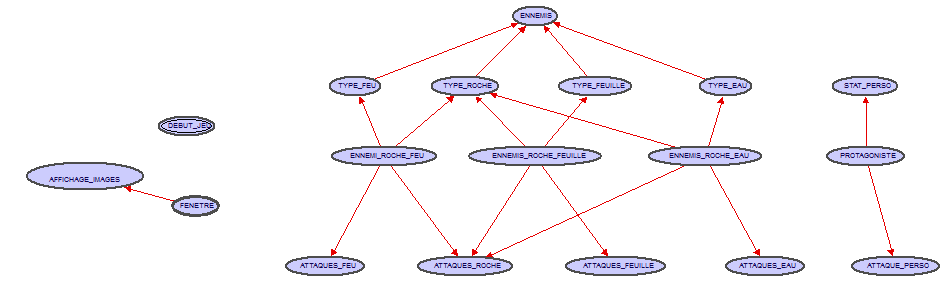 ENNEMIS
TYPE_FEU
TYPE_ROCHE
TYPE_FEUILLE
TYPE_EAU
STAT_PERSO
DEBUT_JEU
ENNEMI_ROCHE_FEU
ENNEMIS_ROCHE_FEUILLE
ENNEMIS_ROCHE_EAU
PROTAGONISTE
AFFICHAGE_IMAGES
FENETRE
ATTAQUES_FEU
ATTAQUES_ROCHE
ATTAQUES_FEUILLE
ATTAQUES_EAU
ATTAQUE_PERSO